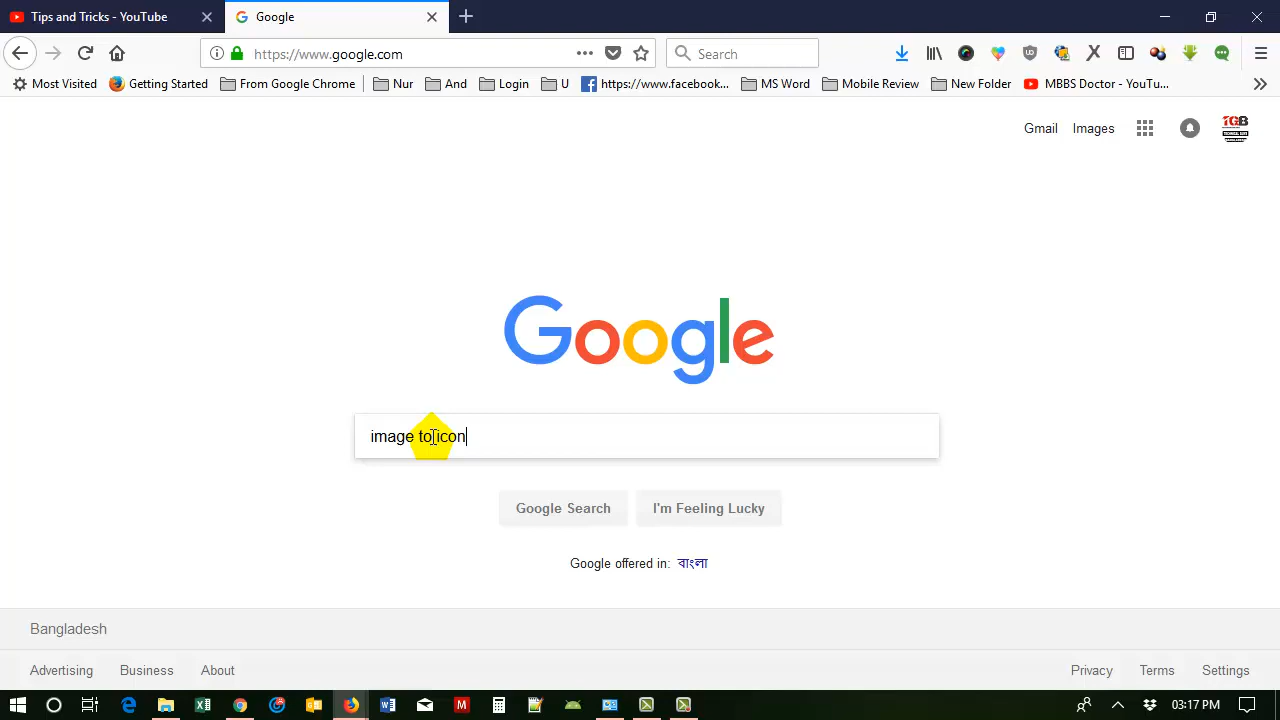 Tips and Tricks - YouTube
Google
https://www.google.com
Search
Most Visited
Getting Started
From Google Chrome
Nur
And
Login
U
https://www.facebook...
MS Word
Mobile Review
New Folder
MBBS Doctor - YouTu...
Gmail
Images
Google
image to icon
Google Search
I'm Feeling Lucky
Google offered in: বাংলা
Bangladesh
Advertising
Business
About
Privacy
Terms
Settings
03:17 PM